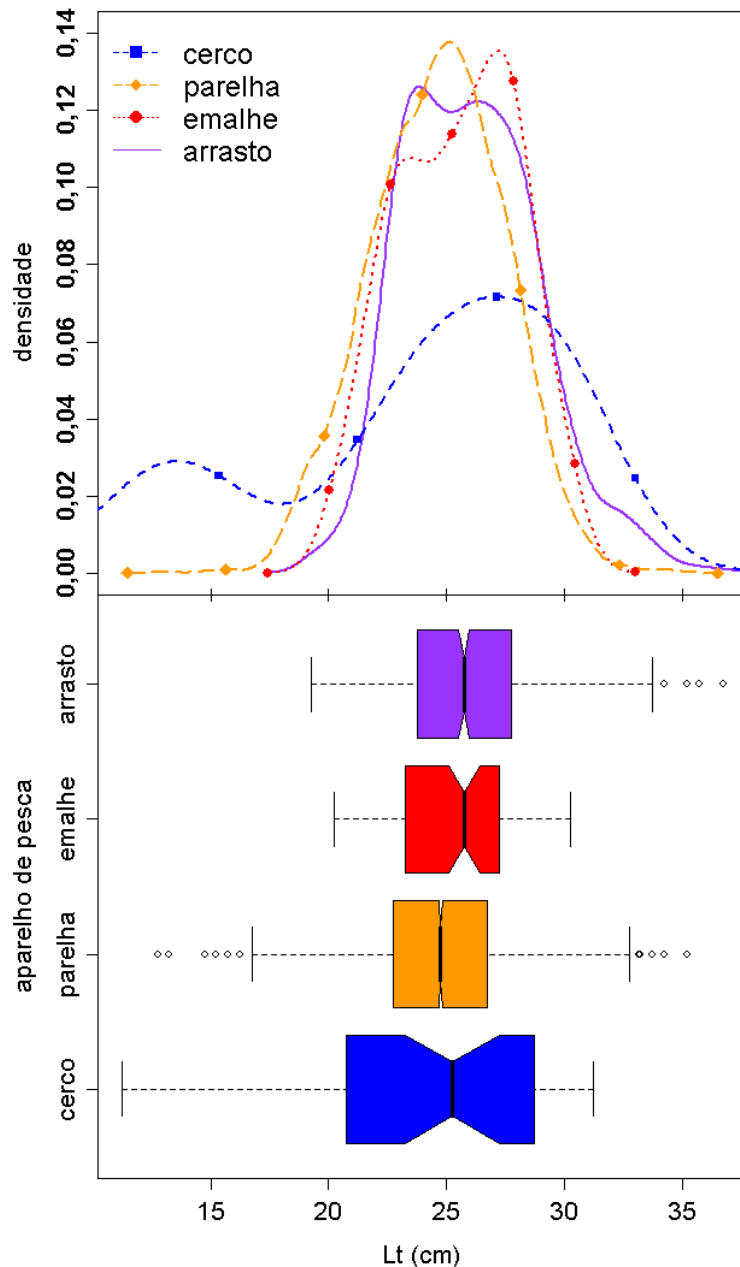 0,14
0,12
0,10
0,08
0,06
0,04
0,02
0,00
densidade
cerco
parelha
emalhe
arrasto
aparelho de pesca
arrasto
emalhe
parelha
cerco
15 20 25 30 35
Lt (cm)